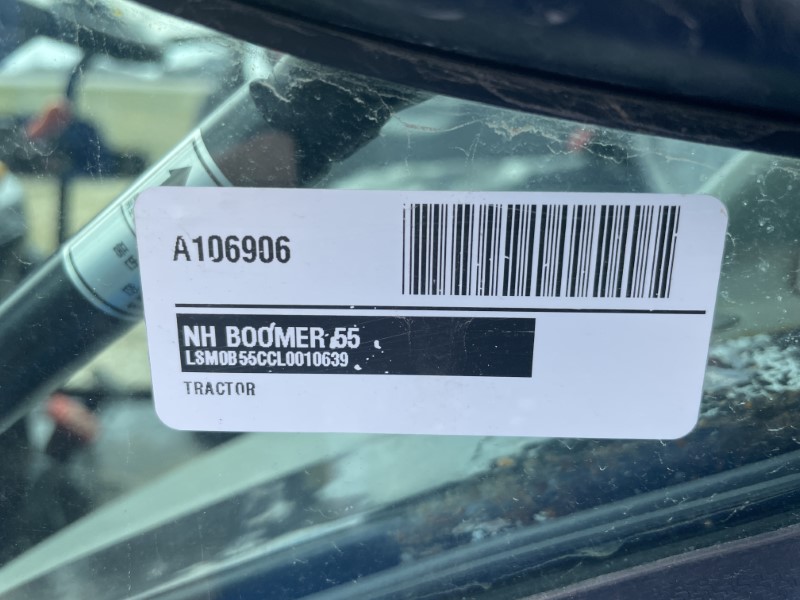 A106906
NH BOOMER 55
LSM0B55CCL0010639
TRACTOR